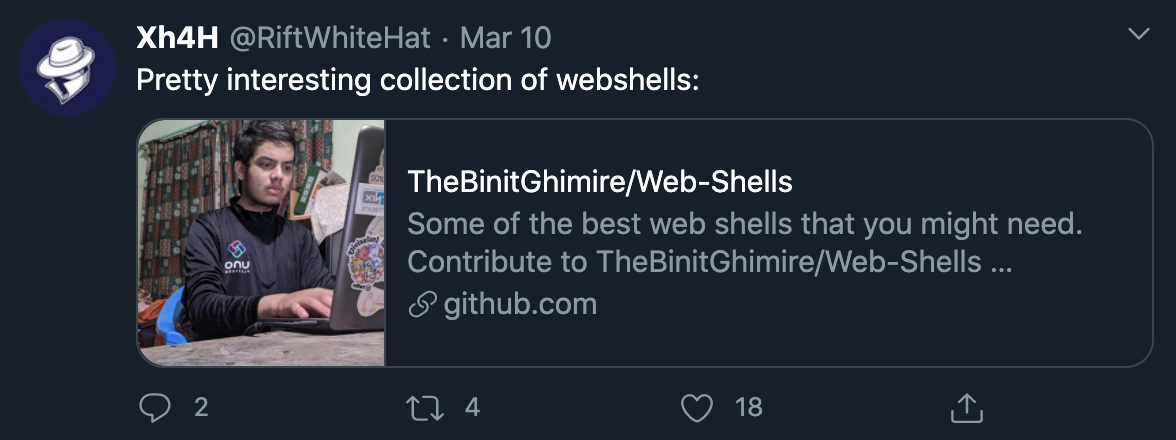 Xh4H @RiftWhiteHat · Mar 10
Pretty interesting collection of webshells:
onu
TheBinitGhimire/Web-Shells
Some of the best web shells that you might need.
Contribute to TheBinitGhimire/Web-Shells ...
github.com
2 4 18